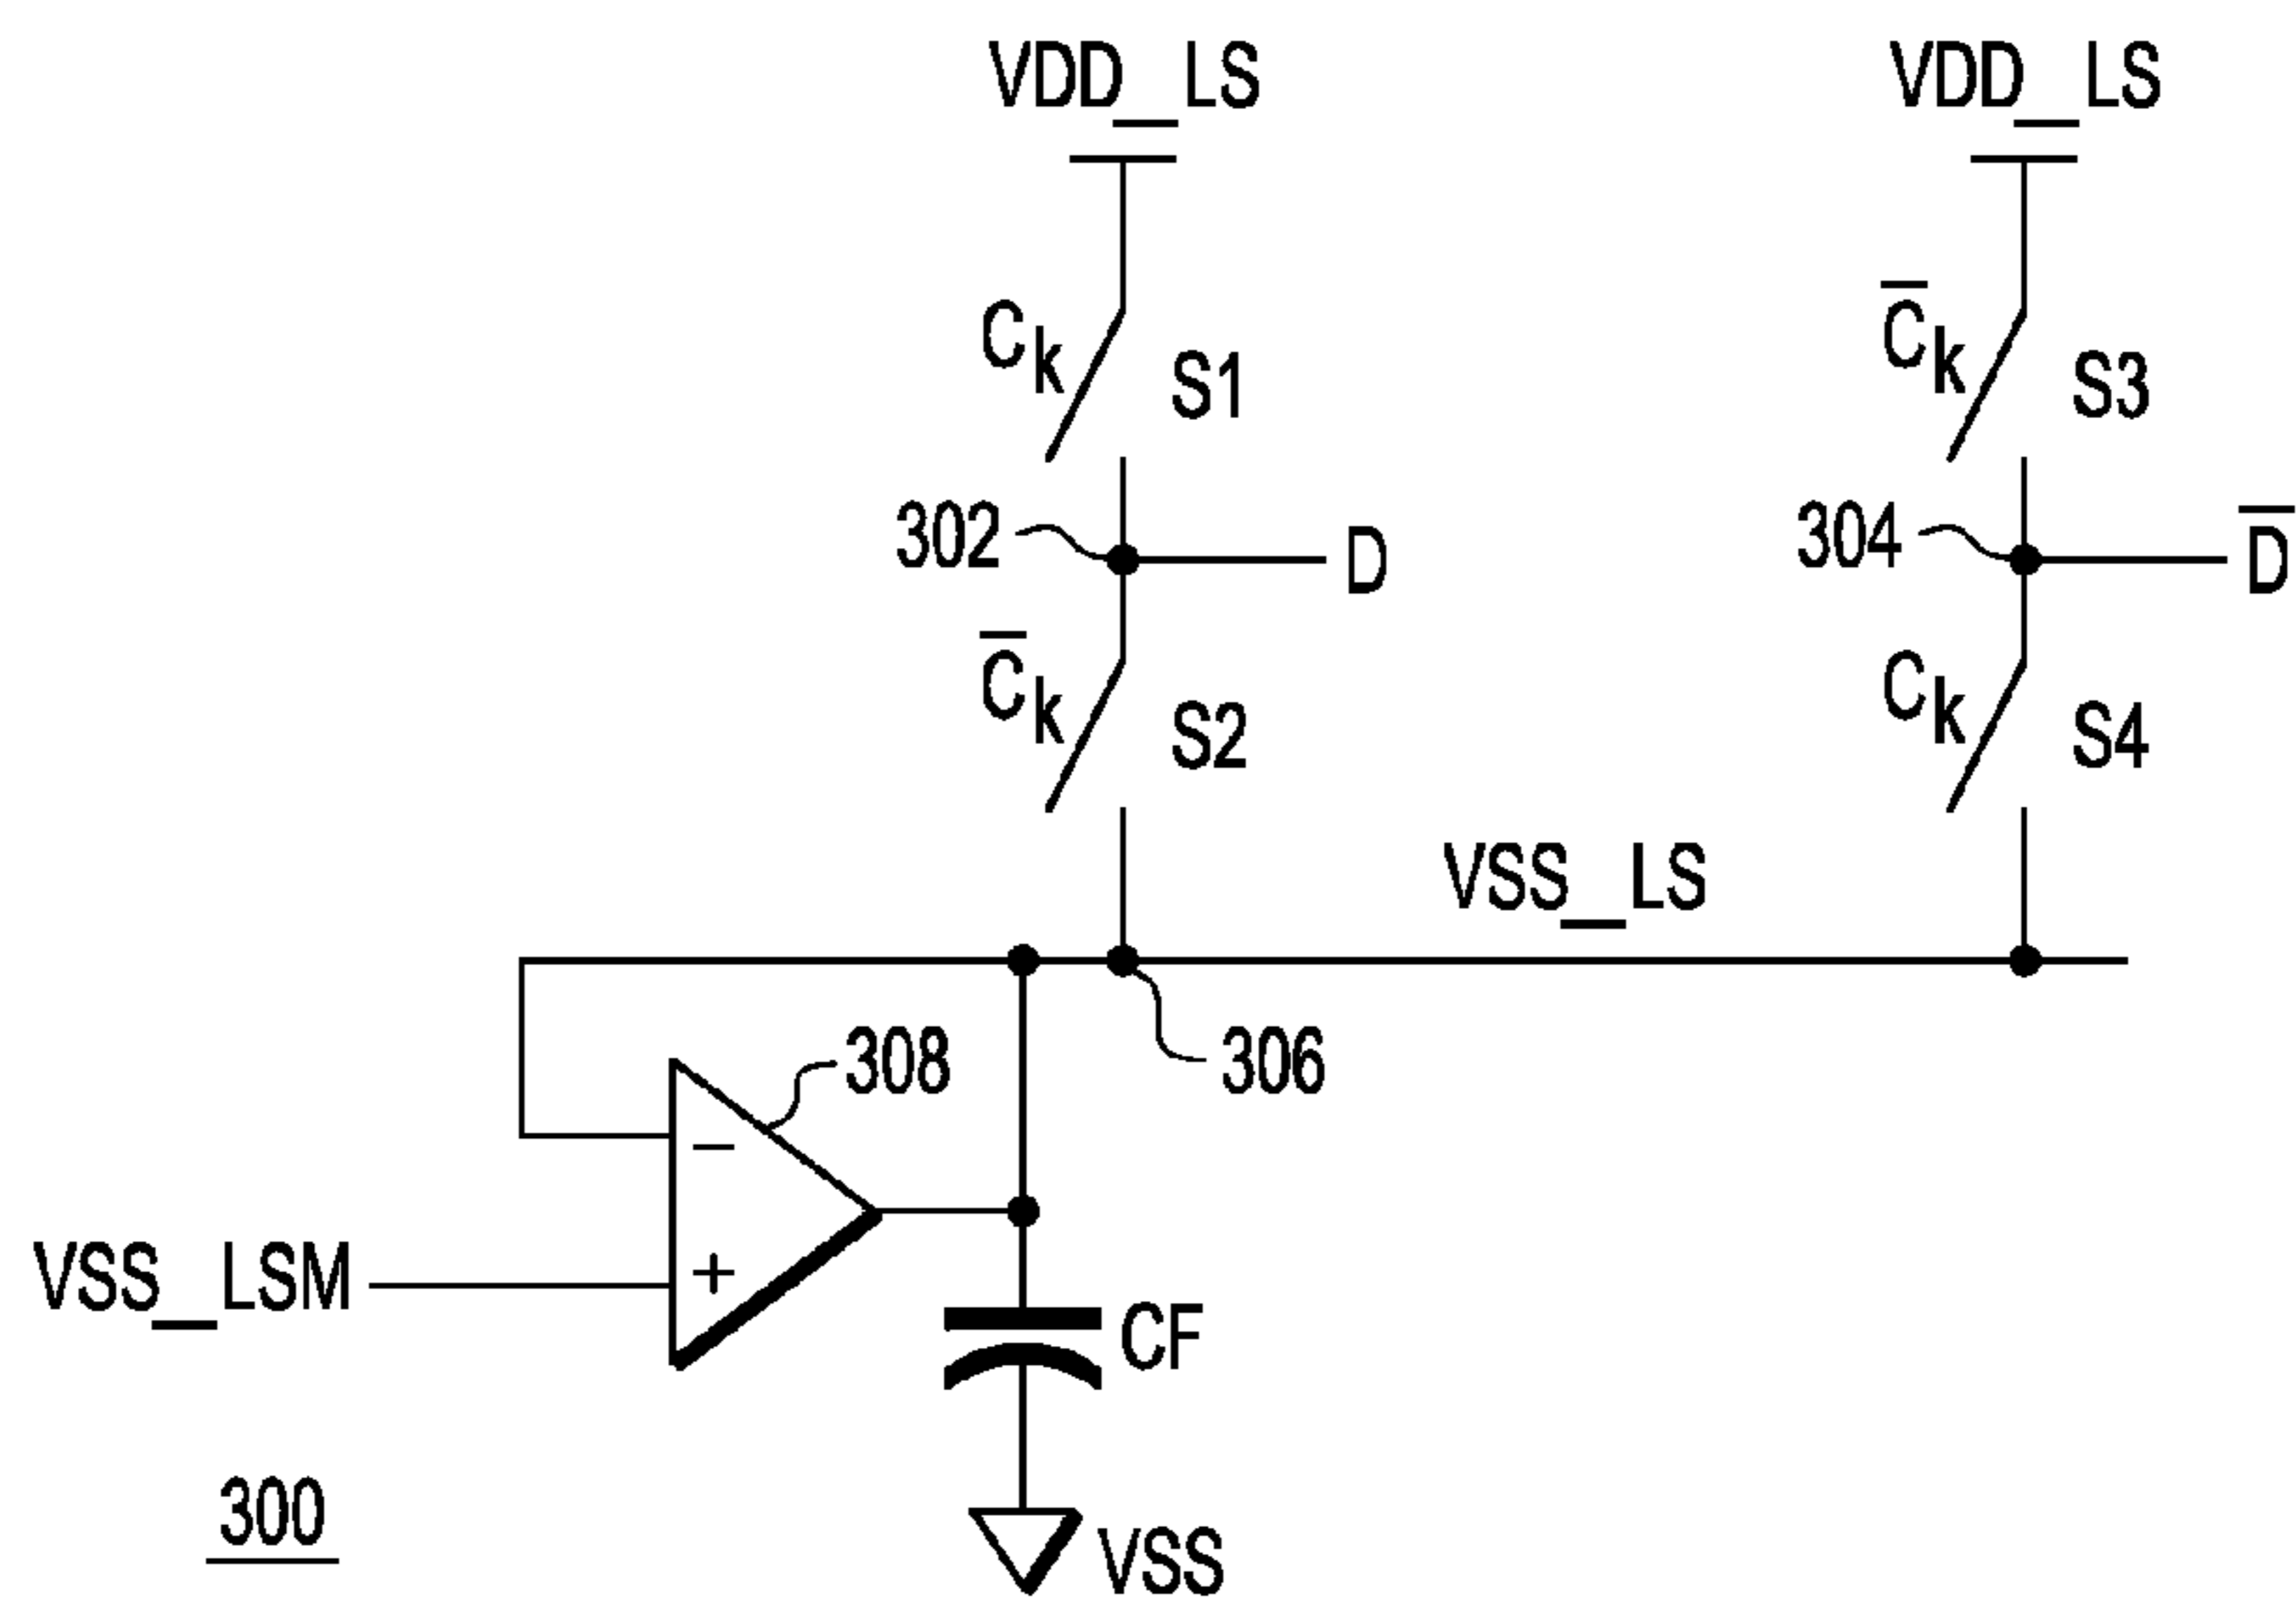 VDD_LS VDD_LS
Ck S1 C̅k S3
302 D 304 D̅
C̅k S2 Ck S4
VSS_LS
308 306
−
VSS_LSM +
CF
300
VSS